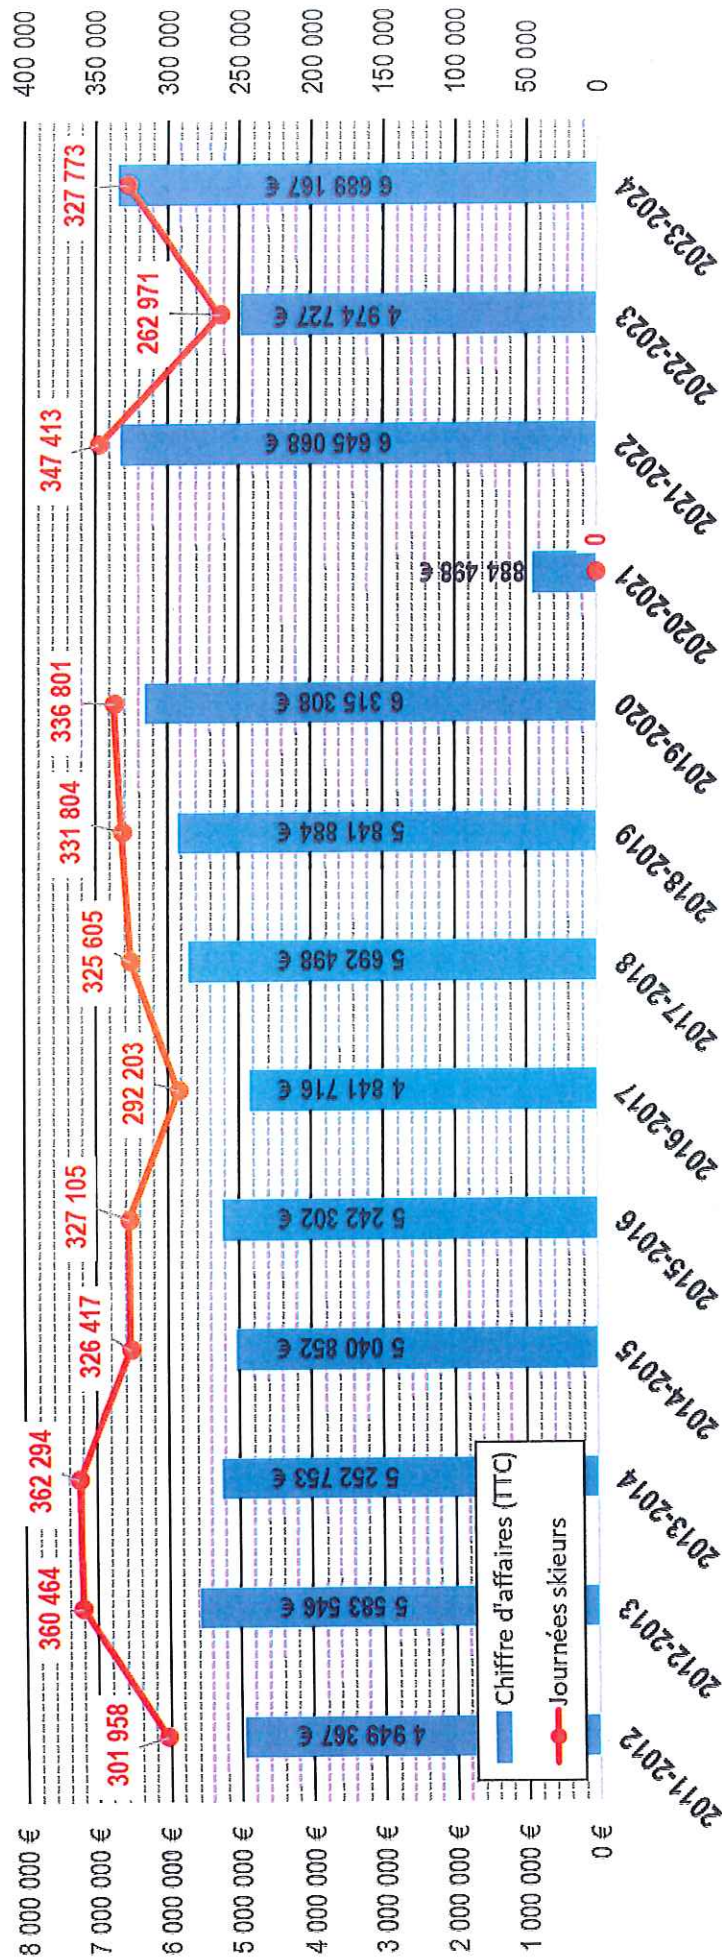 8 000 000 €
7 000 000 €
6 000 000 €
5 000 000 €
4 000 000 €
3 000 000 €
2 000 000 €
1 000 000 €
0 €
301 958
360 464
362 294
326 417
327 105
292 203
325 605
331 804
336 801
0
347 413
262 971
327 773
4 949 367 €
5 583 546 €
5 252 753 €
5 040 852 €
5 242 302 €
4 841 716 €
5 692 498 €
5 841 884 €
6 315 308 €
884 498 €
6 645 068 €
4 974 727 €
6 689 167 €
400 000
350 000
300 000
250 000
200 000
150 000
100 000
50 000
0
Chiffre d'affaires (TTC)
Journées skieurs
2011-2012
2012-2013
2013-2014
2014-2015
2015-2016
2016-2017
2017-2018
2018-2019
2019-2020
2020-2021
2021-2022
2022-2023
2023-2024